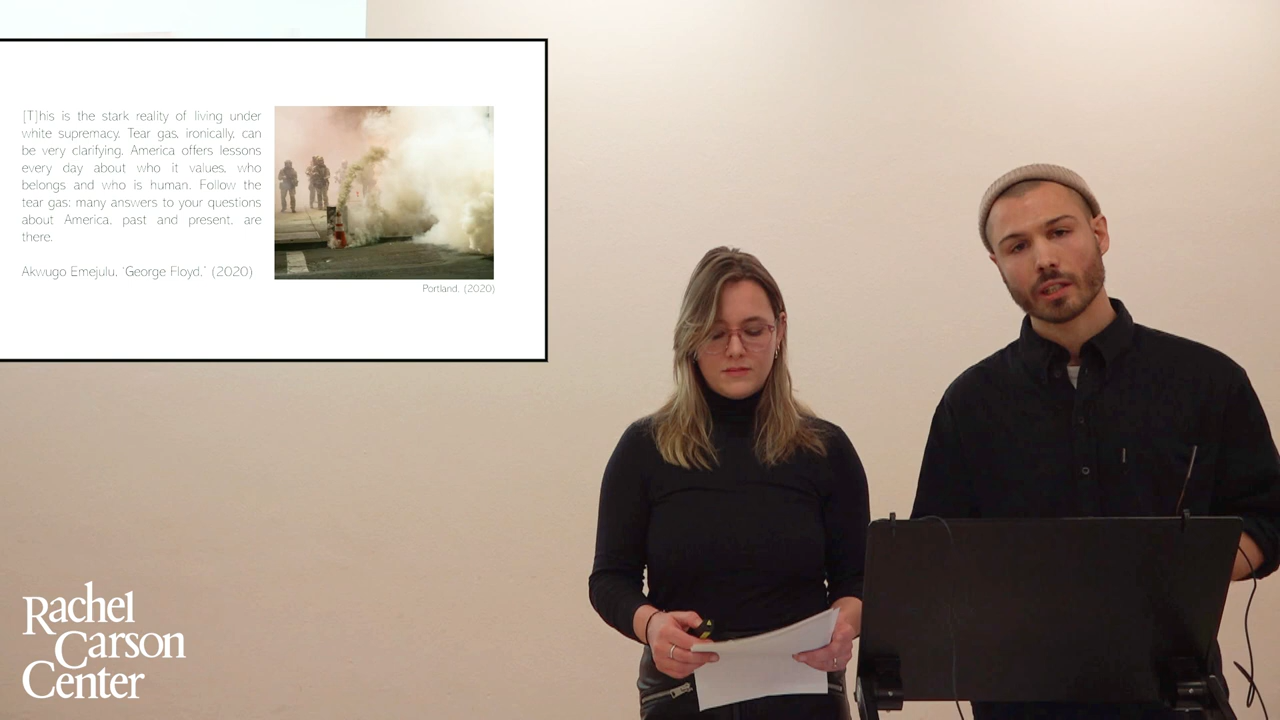 [T]his is the stark reality of living under
white supremacy. Tear gas, ironically, can
be very clarifying. America offers lessons
every day about who it values, who
belongs and who is human. Follow the
tear gas: many answers to your questions
about America, past and present, are
there.
Akwugo Emejulu, 'George Floyd,' (2020)
Portland, (2020)
Rachel
Carson
Center